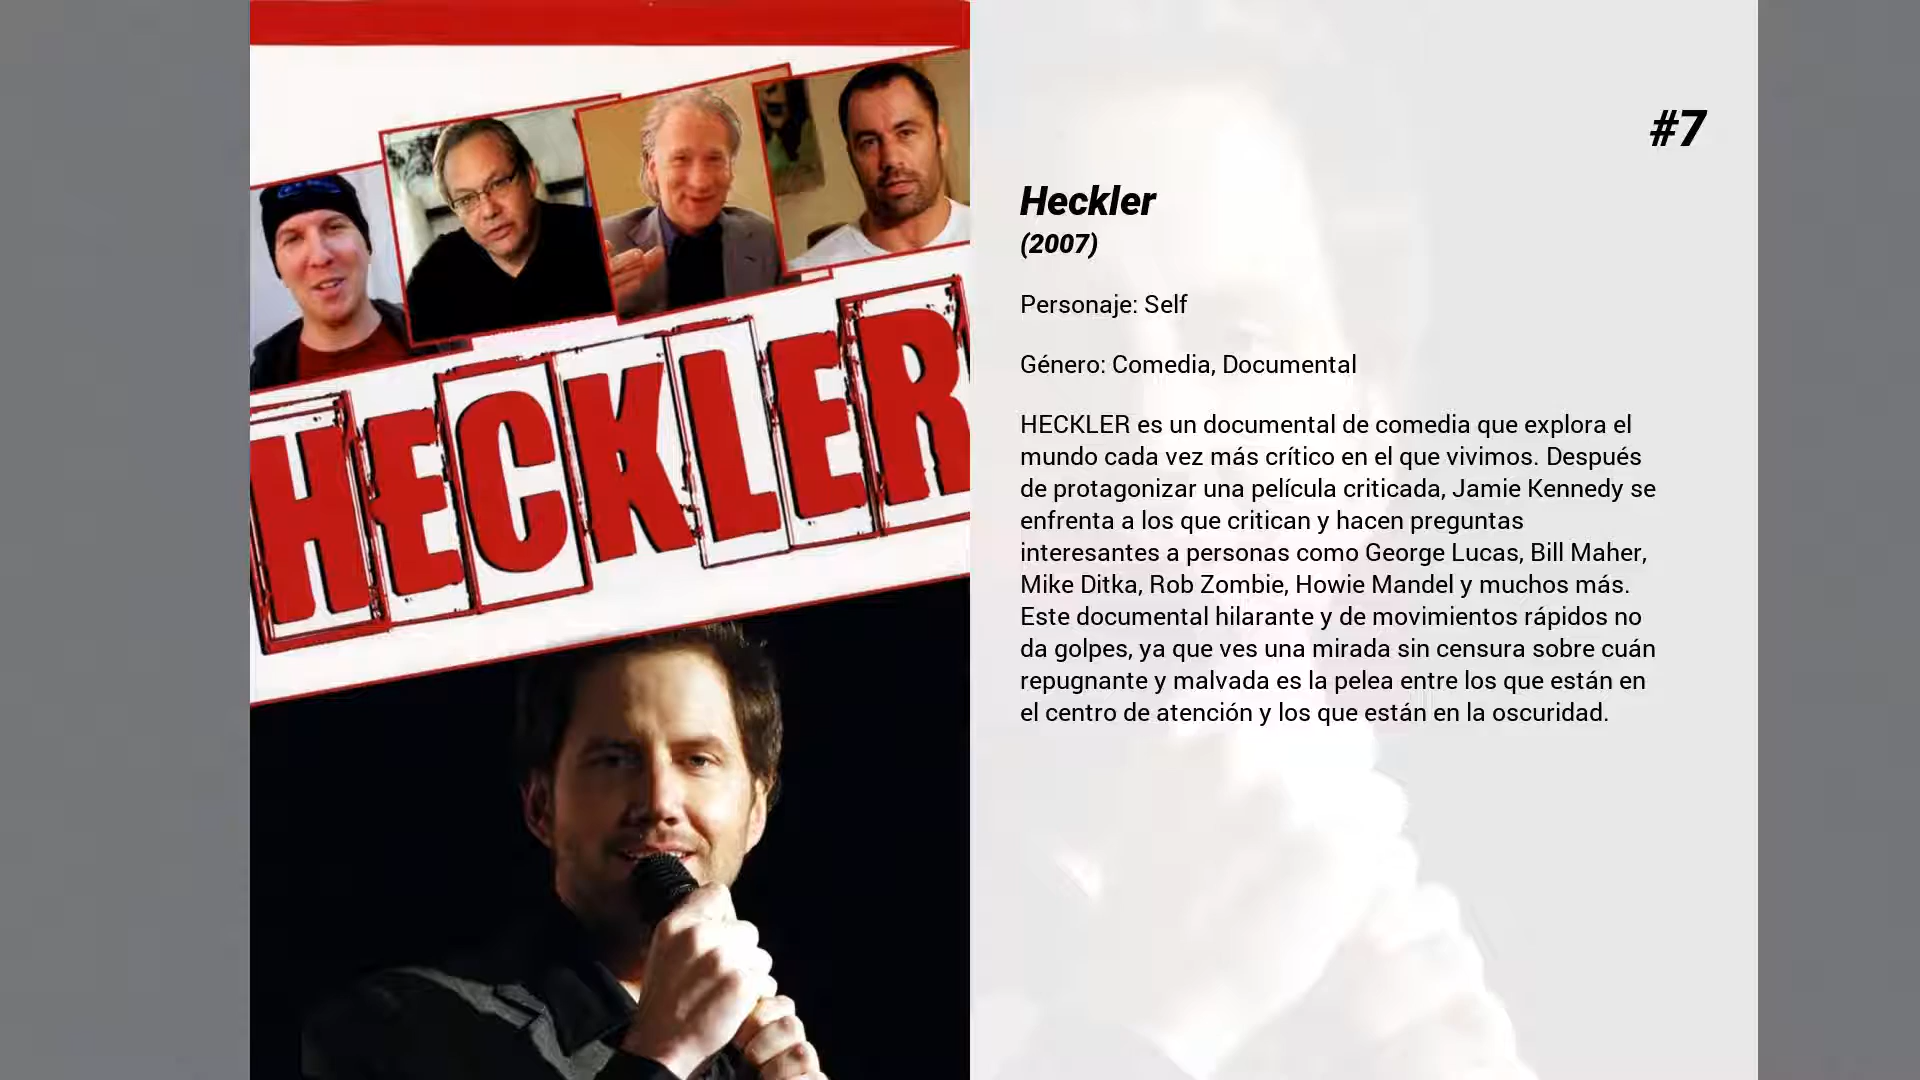 HECKLER
#7
Heckler
(2007)
Personaje: Self
Género: Comedia, Documental
HECKLER es un documental de comedia que explora el
mundo cada vez más crítico en el que vivimos. Después
de protagonizar una película criticada, Jamie Kennedy se
enfrenta a los que critican y hacen preguntas
interesantes a personas como George Lucas, Bill Maher,
Mike Ditka, Rob Zombie, Howie Mandel y muchos más.
Este documental hilarante y de movimientos rápidos no
da golpes, ya que ves una mirada sin censura sobre cuán
repugnante y malvada es la pelea entre los que están en
el centro de atención y los que están en la oscuridad.